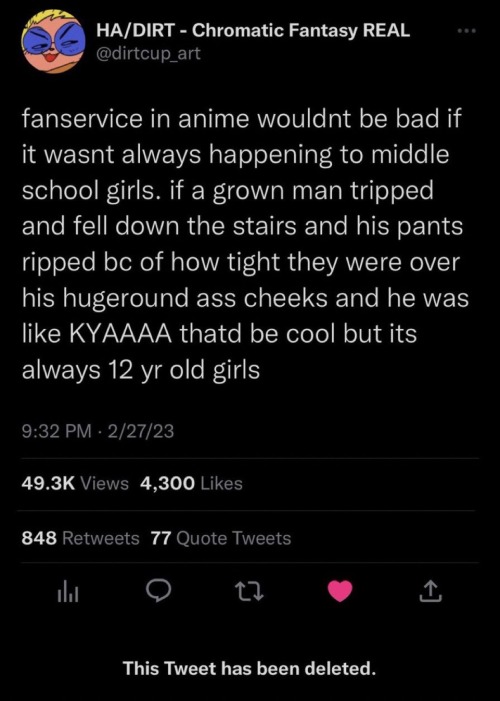 HA/DIRT - Chromatic Fantasy REAL
@dirtcup_art
fanservice in anime wouldnt be bad if
it wasnt always happening to middle
school girls. if a grown man tripped
and fell down the stairs and his pants
ripped bc of how tight they were over
his hugeround ass cheeks and he was
like KYAAAA thatd be cool but its
always 12 yr old girls
9:32 PM · 2/27/23
49.3K Views 4,300 Likes
848 Retweets 77 Quote Tweets
This Tweet has been deleted.